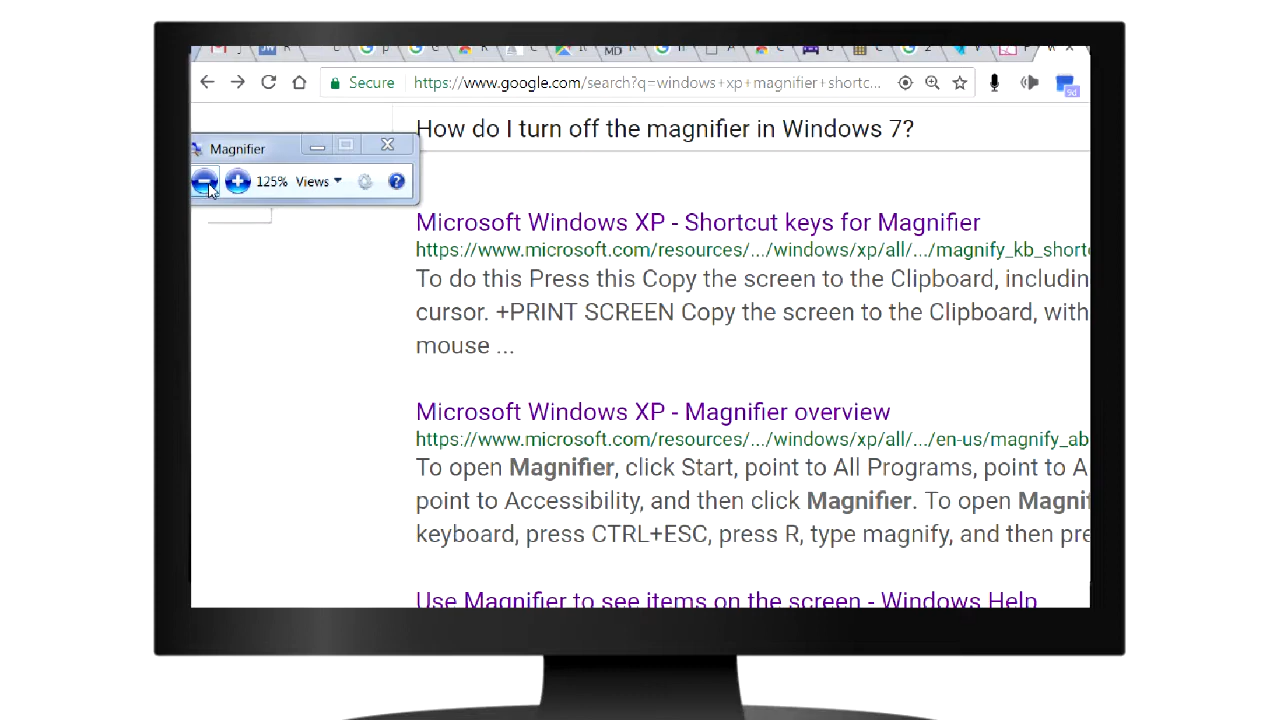 Secure https://www.google.com/search?q=windows+xp+magnifier+shortc...
9d
How do I turn off the magnifier in Windows 7?
Magnifier
125% Views
Microsoft Windows XP - Shortcut keys for Magnifier
https://www.microsoft.com/resources/.../windows/xp/all/.../magnify_kb_shortc
To do this Press this Copy the screen to the Clipboard, including
cursor. +PRINT SCREEN Copy the screen to the Clipboard, with
mouse ...
Microsoft Windows XP - Magnifier overview
https://www.microsoft.com/resources/.../windows/xp/all/.../en-us/magnify_ab
To open Magnifier, click Start, point to All Programs, point to A
point to Accessibility, and then click Magnifier. To open Magnif
keyboard, press CTRL+ESC, press R, type magnify, and then pre
Use Magnifier to see items on the screen - Windows Help